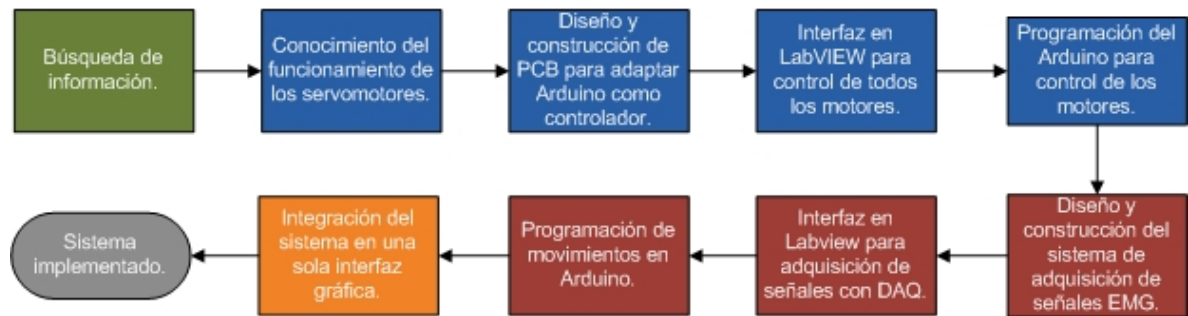 Búsqueda de
información.
Conocimiento del
funcionamiento de
los servomotores.
Diseño y
construcción de
PCB para adaptar
Arduino como
controlador.
Interfaz en
LabVIEW para
control de todos
los motores.
Programación del
Arduino para
control de los
motores.
Diseño y
construcción del
sistema de
adquisición de
señales EMG.
Interfaz en
Labview para
adquisición de
señales con DAQ.
Programación de
movimientos en
Arduino.
Integración del
sistema en una
sola interfaz
gráfica.
Sistema
implementado.